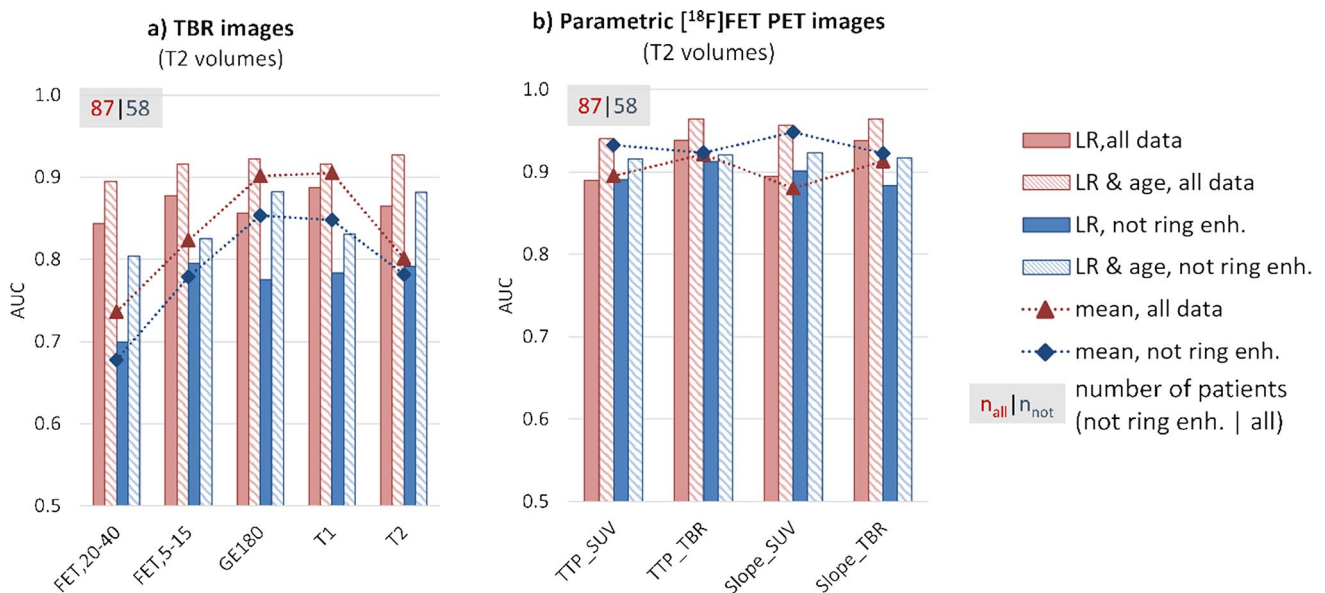 a) TBR images
(T2 volumes)
87|58
AUC
1.0
0.9
0.8
0.7
0.6
0.5
FET,20-40
FET,5-15
GE180
T1
T2
b) Parametric [¹⁸F]FET PET images
(T2 volumes)
87|58
AUC
1.0
0.9
0.8
0.7
0.6
0.5
TTP_SUV
TTP_TBR
Slope_SUV
Slope_TBR
LR,all data
LR & age, all data
LR, not ring enh.
LR & age, not ring enh.
mean, all data
mean, not ring enh.
n_all|n_not number of patients
(not ring enh. | all)